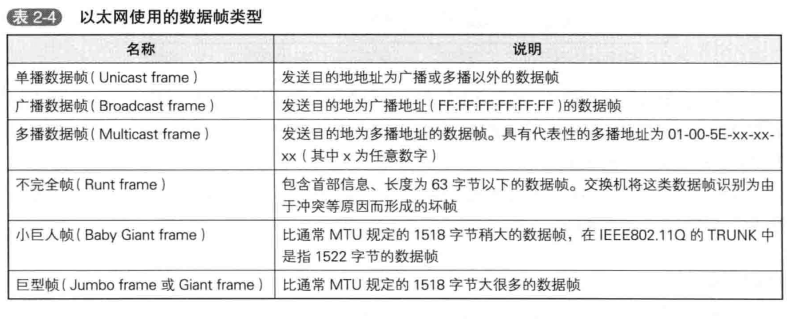 表 2-4 以太网使用的数据帧类型
名称 说明
单播数据帧( Unicast frame ) 发送目的地地址为广播或多播以外的数据帧
广播数据帧( Broadcast frame ) 发送目的地为广播地址( FF:FF:FF:FF:FF:FF )的数据帧
多播数据帧( Multicast frame ) 发送目的地为多播地址的数据帧。具有代表性的多播地址为 01-00-5E-xx-xx-
xx ( 其中 x 为任意数字 )
不完全帧( Runt frame ) 包含首部信息、长度为 63 字节以下的数据帧。交换机将这类数据帧识别为由
于冲突等原因而形成的坏帧
小巨人帧( Baby Giant frame ) 比通常 MTU 规定的 1518 字节稍大的数据帧，在 IEEE802.11Q 的 TRUNK 中
是指 1522 字节的数据帧
巨型帧( Jumbo frame 或 Giant frame ) 比通常 MTU 规定的 1518 字节大很多的数据帧